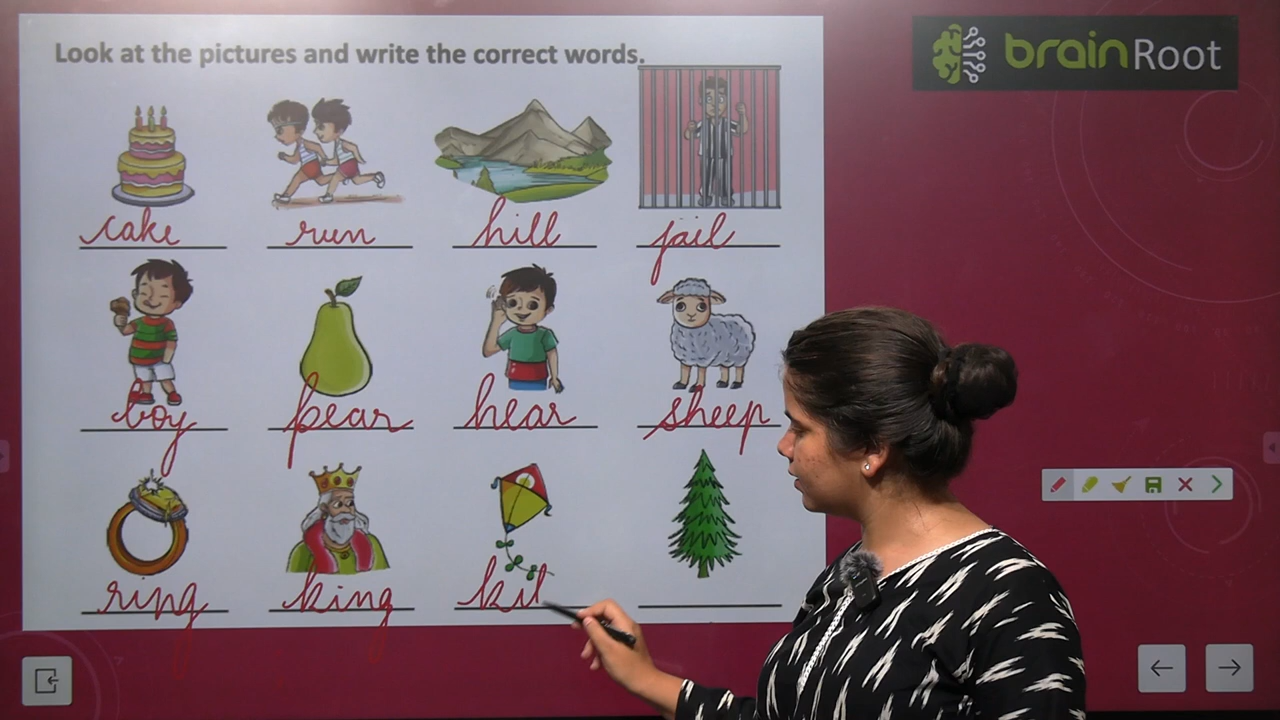 Look at the pictures and write the correct words.
brainRoot
cake run hill jail
boy pear hear sheep
ring king kit